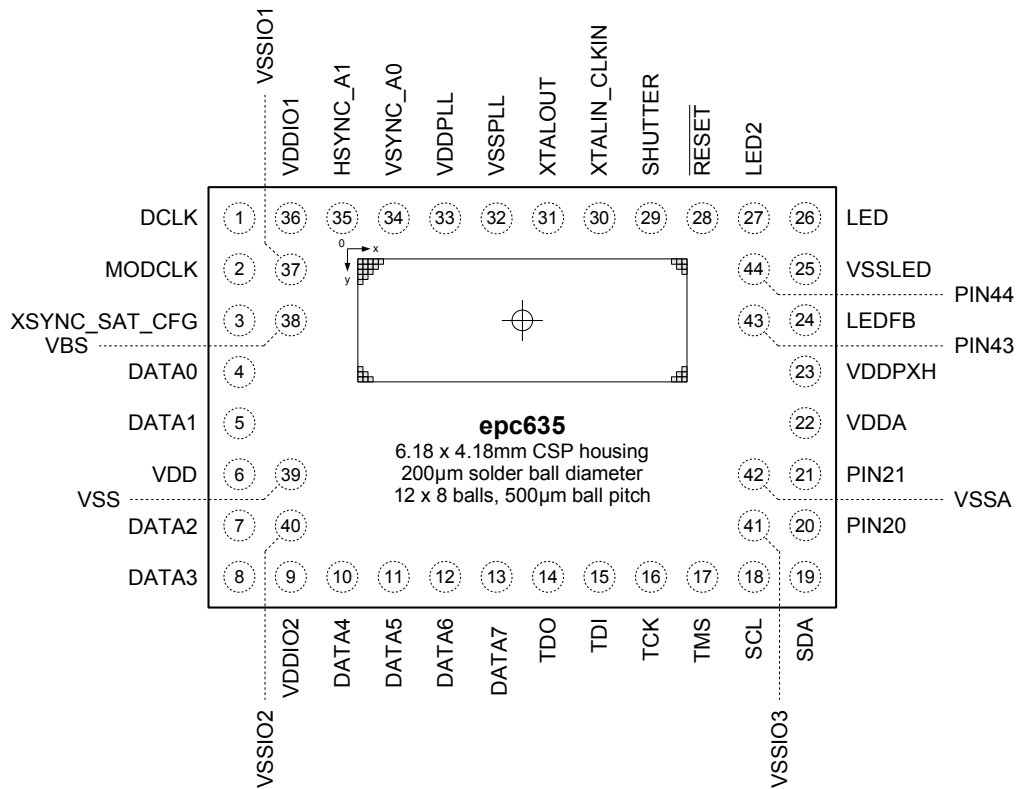 VSSIO1
VDDIO1
HSYNC_A1
VSYNC_A0
VDDPLL
VSSPLL
XTALOUT
XTALIN_CLKIN
SHUTTER
RESET
LED2
DCLK 1 36 35 34 33 32 31 30 29 28 27 26 LED
0 x
MODCLK 2 37 44 25 VSSLED
y
PIN44
XSYNC_SAT_CFG 3 38 43 24 LEDFB
VBS PIN43
DATA0 4 23 VDDPXH
DATA1 5 22 VDDA
epc635
6.18 x 4.18mm CSP housing
200µm solder ball diameter
12 x 8 balls, 500µm ball pitch
VDD 6 39 42 21 PIN21
VSS VSSA
DATA2 7 40 41 20 PIN20
DATA3 8 9 10 11 12 13 14 15 16 17 18 19
VDDIO2
DATA4
DATA5
DATA6
DATA7
TDO
TDI
TCK
TMS
SCL
SDA
VSSIO2
VSSIO3